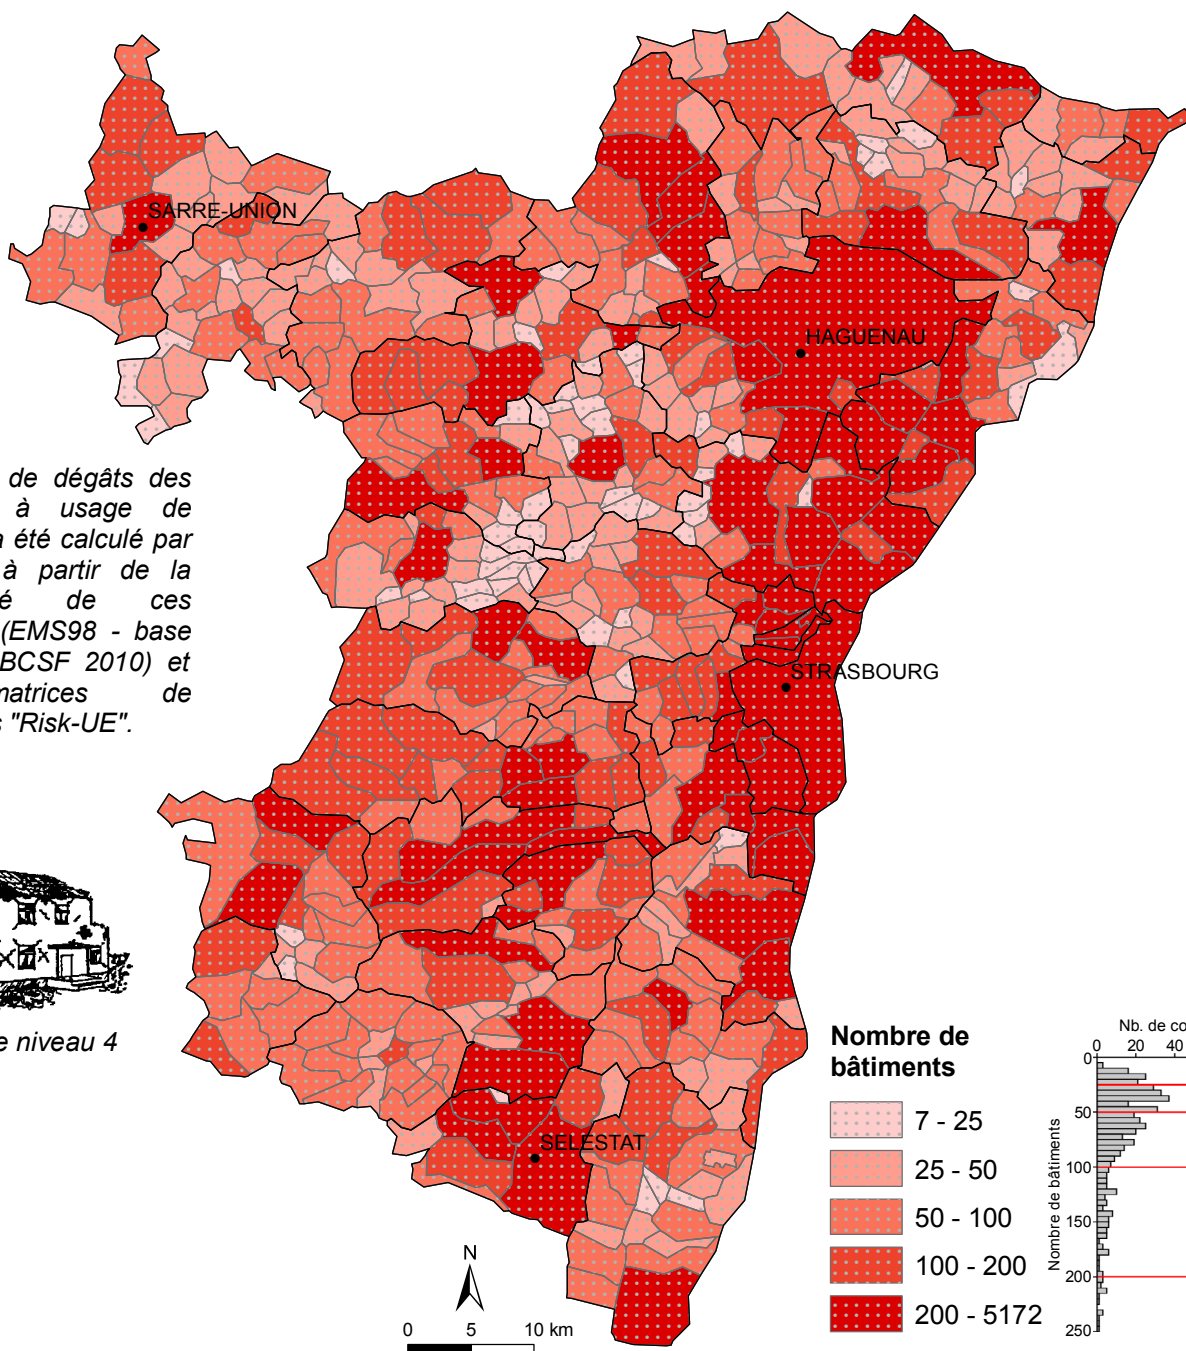 SARRE-UNION
HAGUENAU
de dégâts des
à usage de
a été calculé par
à partir de la
de ces
(EMS98 - base
BCSF 2010) et
de
"Risk-UE".
STRASBOURG
niveau 4
SELESTAT
Nombre de
bâtiments
7 - 25
25 - 50
50 - 100
100 - 200
200 - 5172
Nb. de co
0 20 40
Nombre de bâtiments
0
50
100
150
200
250
N
0 5 10 km